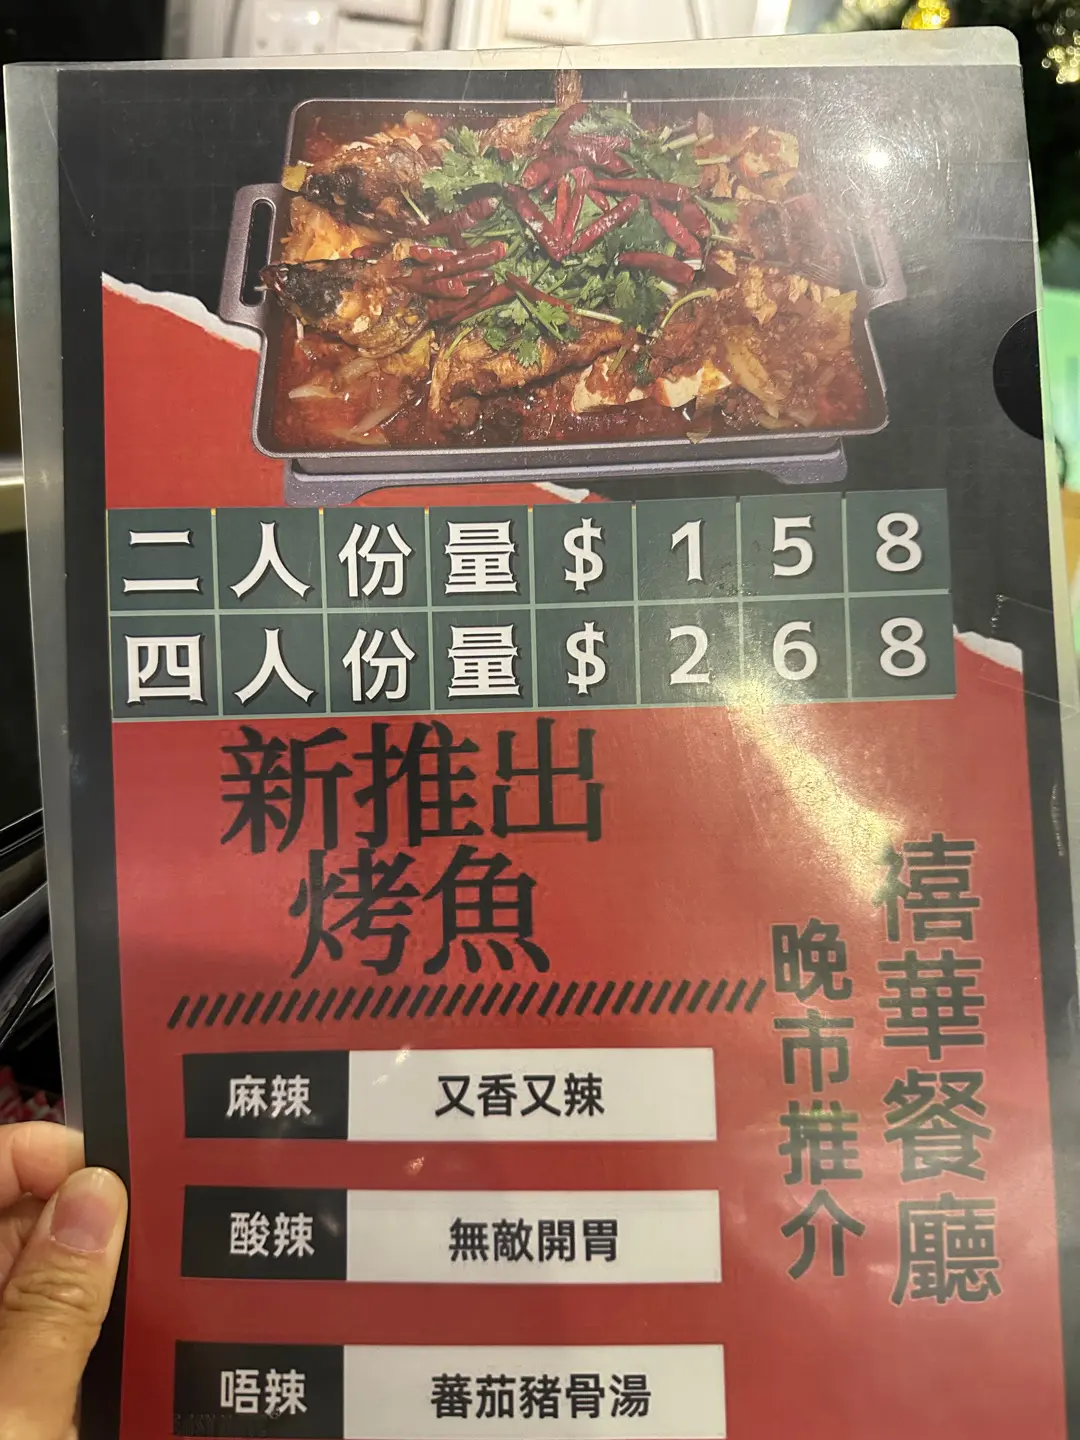 二人份量$158
四人份量$268
新推出
烤魚
禧華餐廳
晚市推介
麻辣 又香又辣
酸辣 無敵開胃
唔辣 蕃茄豬骨湯